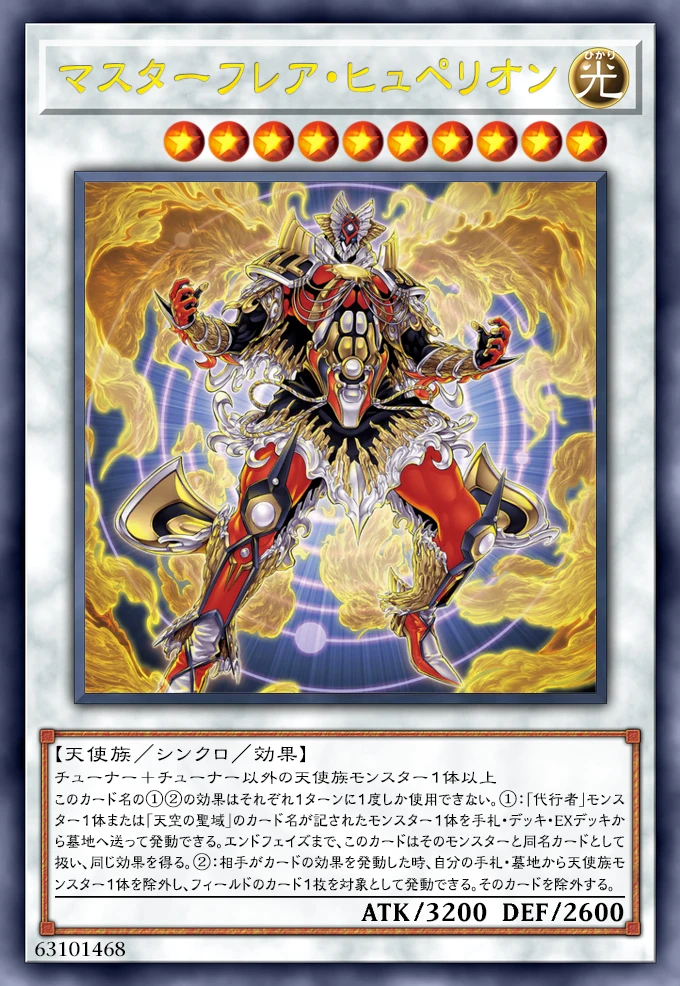 マスターフレア・ヒュペリオン
ひかり
光
【天使族／シンクロ／効果】
チューナー＋チューナー以外の天使族モンスター１体以上
このカード名の①②の効果はそれぞれ１ターンに１度しか使用できない。①：「代行者」モンス
ター１体または「天空の聖域」のカード名が記されたモンスター１体を手札・デッキ・EXデッキか
ら墓地へ送って発動できる。エンドフェイズまで、このカードはそのモンスターと同名カードとして
扱い、同じ効果を得る。②：相手がカードの効果を発動した時、自分の手札・墓地から天使族モ
ンスター１体を除外し、フィールドのカード１枚を対象として発動できる。そのカードを除外する。
ATK/3200 DEF/2600
63101468